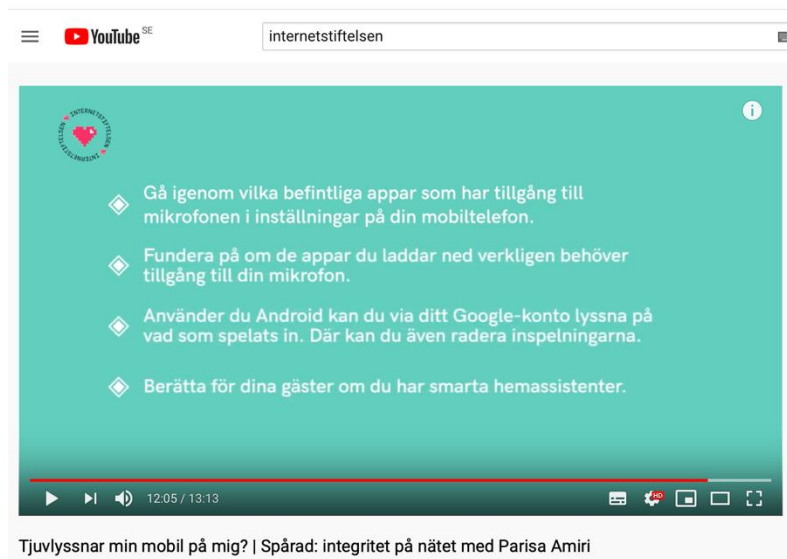 YouTube SE
internetstiftelsen
INTERNETSTIFTELSEN INTERNETSTIFTELSEN
Gå igenom vilka befintliga appar som har tillgång till
mikrofonen i inställningar på din mobiltelefon.
Fundera på om de appar du laddar ned verkligen behöver
tillgång till din mikrofon.
Använder du Android kan du via ditt Google-konto lyssna på
vad som spelats in. Där kan du även radera inspelningarna.
Berätta för dina gäster om du har smarta hemassistenter.
12:05 / 13:13
HD
Tjuvlyssnar min mobil på mig? | Spårad: integritet på nätet med Parisa Amiri